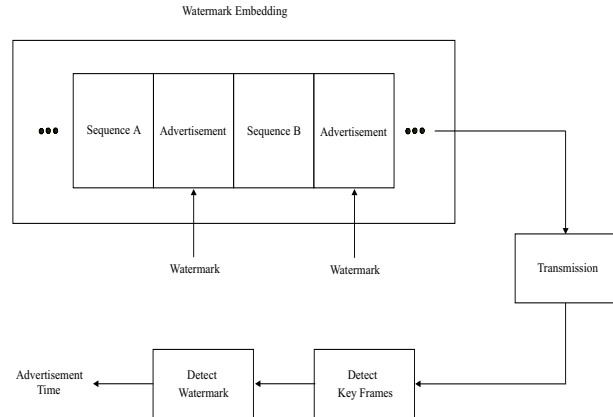 Watermark Embedding
Sequence A
Advertisement
Sequence B
Advertisement
Watermark
Watermark
Transmission
Advertisement
Time
Detect
Watermark
Detect
Key Frames